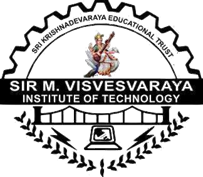 SRI KRISHNADEVARAYA EDUCATIONAL TRUST
SIR M. VISVESVARAYA
INSTITUTE OF TECHNOLOGY